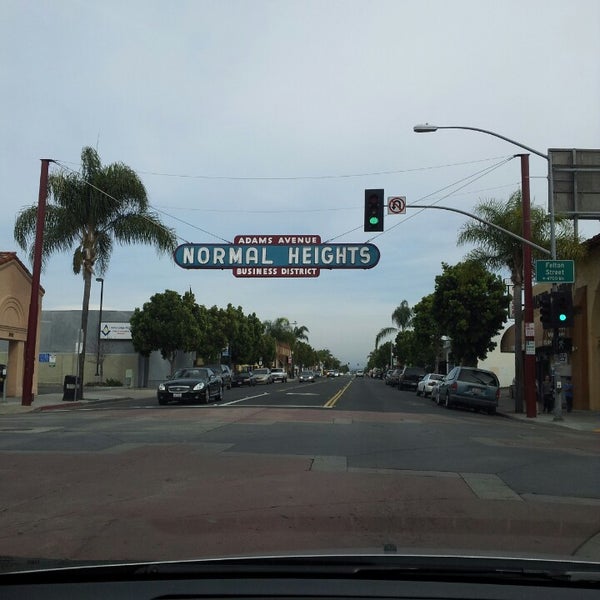 ADAMS AVENUE
NORMAL HEIGHTS
BUSINESS DISTRICT
Felton
Street